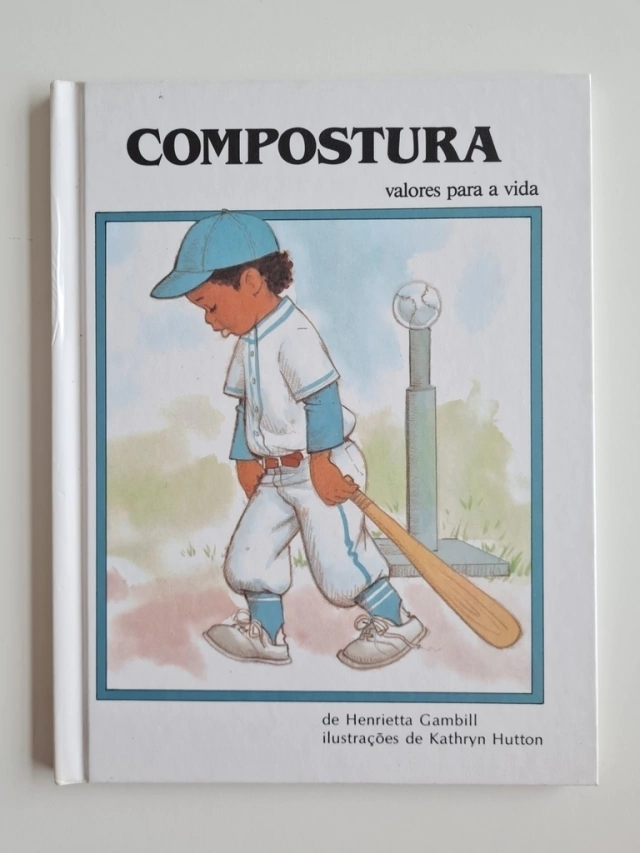 COMPOSTURA
valores para a vida
de Henrietta Gambill
ilustrações de Kathryn Hutton